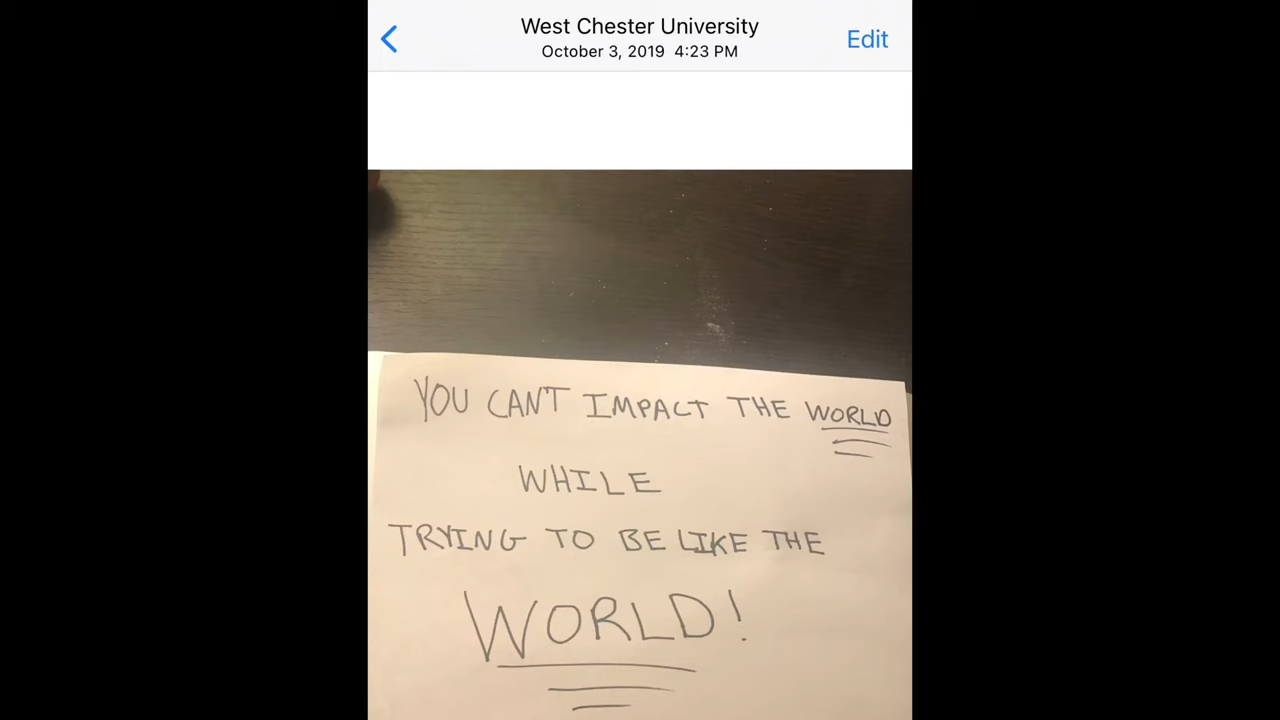 West Chester University
October 3, 2019 4:23 PM
Edit
YOU CAN'T IMPACT THE WORLD
WHILE
TRYING TO BE LIKE THE
WORLD!